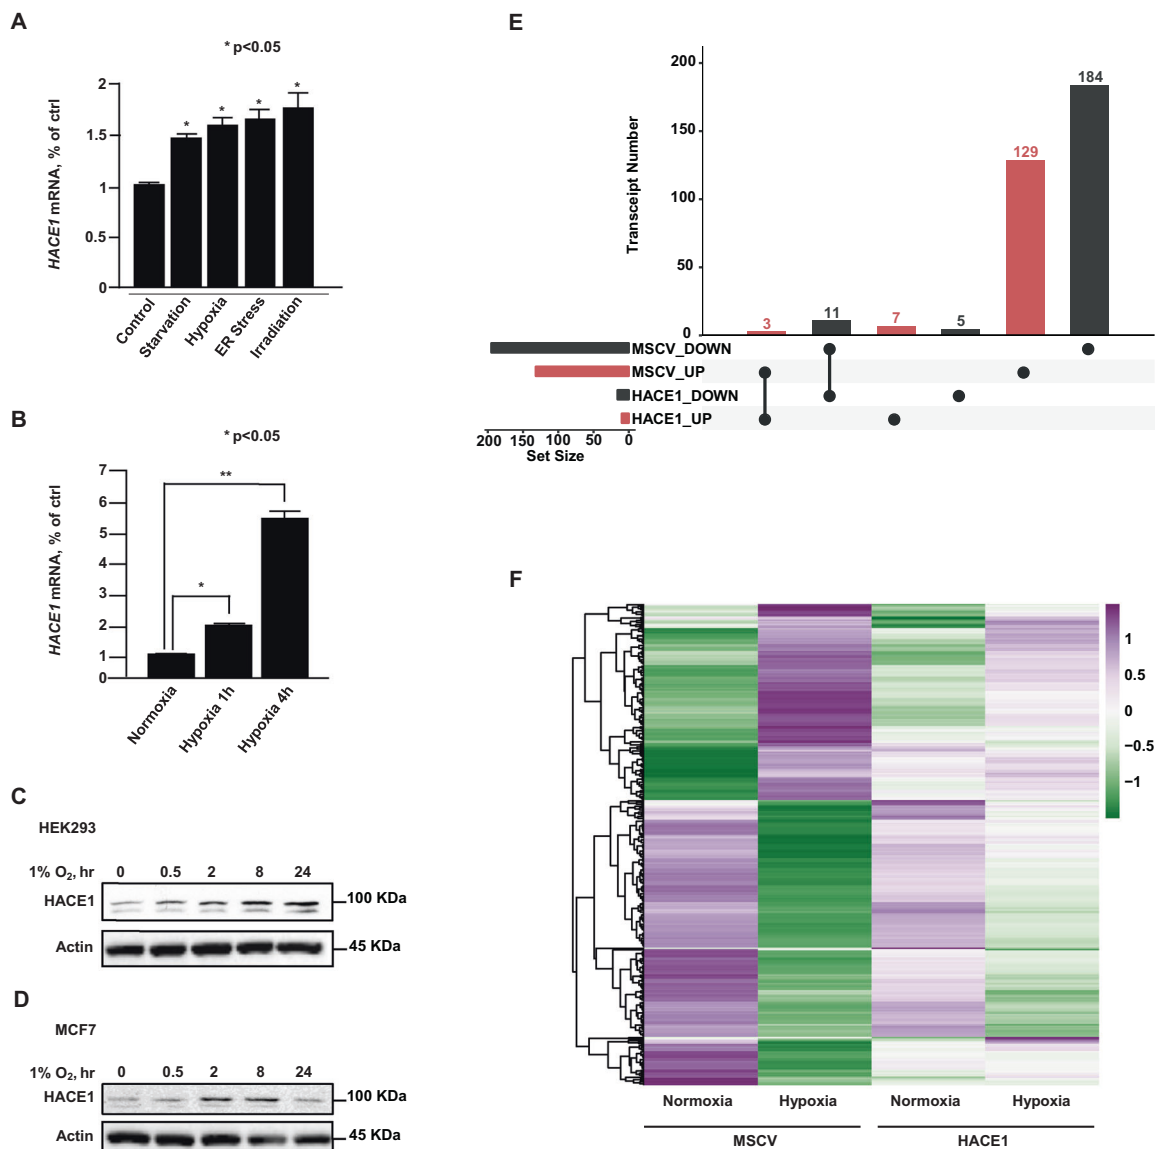 A
* p<0.05
HACE1 mRNA, % of ctrl
2
1.5
1
0.5
0
Control
Starvation
Hypoxia
ER Stress
Irradiation
*
*
*
*
B
* p<0.05
HACE1 mRNA, % of ctrl
7
6
5
4
3
2
1
0
**
*
Normoxia
Hypoxia 1h
Hypoxia 4h
C
HEK293
1% O2, hr 0 0.5 2 8 24
HACE1 100 KDa
Actin 45 KDa
D
MCF7
1% O2, hr 0 0.5 2 8 24
HACE1 100 KDa
Actin 45 KDa
E
Transceipt Number
200
150
100
50
0
3
11
7
5
129
184
MSCV_DOWN
MSCV_UP
HACE1_DOWN
HACE1_UP
200 150 100 50 0
Set Size
F
1
0.5
0
−0.5
−1
Normoxia Hypoxia Normoxia Hypoxia
MSCV HACE1